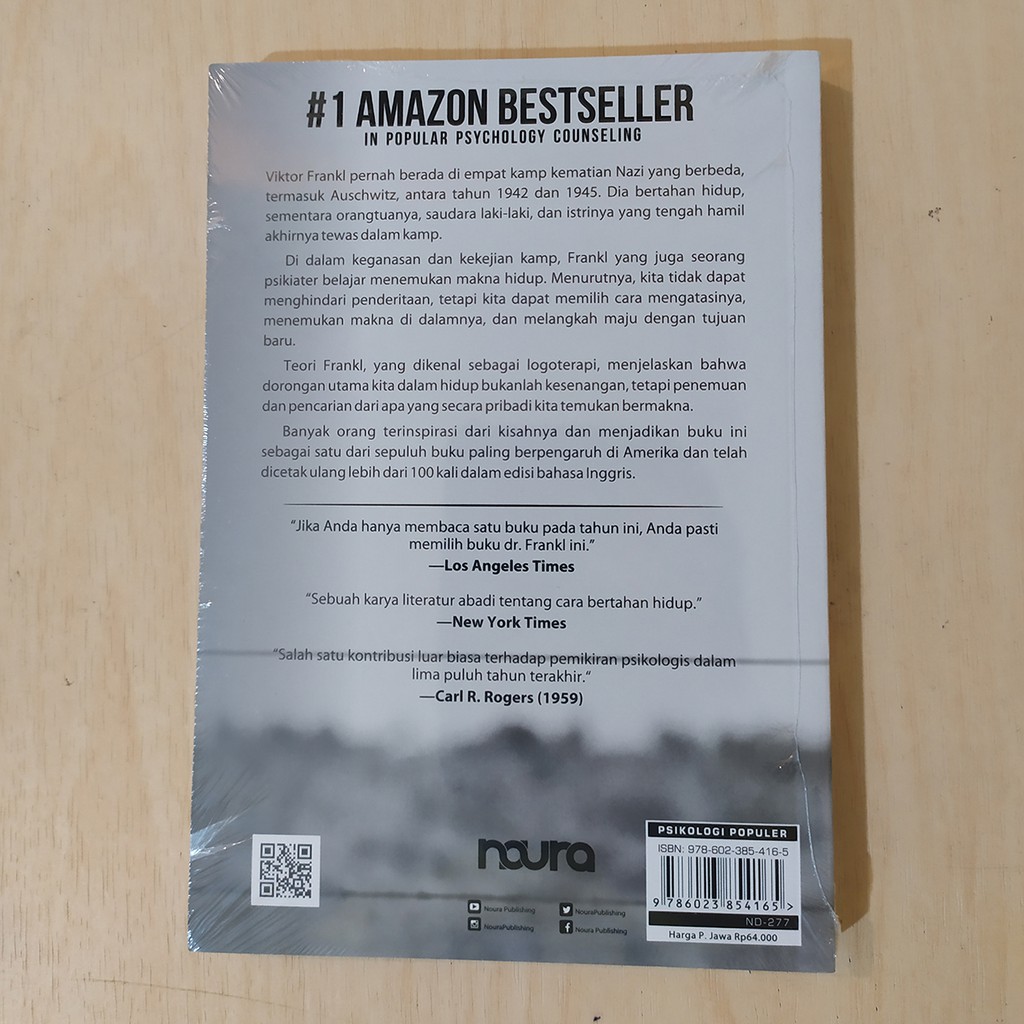 #1 AMAZON BESTSELLER
IN POPULAR PSYCHOLOGY COUNSELING
Viktor Frankl pernah berada di empat kamp kematian Nazi yang berbeda,
termasuk Auschwitz, antara tahun 1942 dan 1945. Dia bertahan hidup,
sementara orangtuanya, saudara laki-laki, dan istrinya yang tengah hamil
akhirnya tewas dalam kamp.
Di dalam keganasan dan kekejian kamp, Frankl yang juga seorang
psikiater belajar menemukan makna hidup. Menurutnya, kita tidak dapat
menghindari penderitaan, tetapi kita dapat memilih cara mengatasinya,
menemukan makna di dalamnya, dan melangkah maju dengan tujuan
baru.
Teori Frankl, yang dikenal sebagai logoterapi, menjelaskan bahwa
dorongan utama kita dalam hidup bukanlah kesenangan, tetapi penemuan
dan pencarian dari apa yang secara pribadi kita temukan bermakna.
Banyak orang terinspirasi dari kisahnya dan menjadikan buku ini
sebagai satu dari sepuluh buku paling berpengaruh di Amerika dan telah
dicetak ulang lebih dari 100 kali dalam edisi bahasa Inggris.
"Jika Anda hanya membaca satu buku pada tahun ini, Anda pasti
memilih buku dr. Frankl ini."
—Los Angeles Times
"Sebuah karya literatur abadi tentang cara bertahan hidup."
—New York Times
"Salah satu kontribusi luar biasa terhadap pemikiran psikologis dalam
lima puluh tahun terakhir."
—Carl R. Rogers (1959)
noura
Noura Publishing
NouraPublishing
NouraPublishing
Noura Publishing
PSIKOLOGI POPULER
ISBN: 978-602-385-416-5
9 786023 854165 >
ND-277
Harga P. Jawa Rp64.000